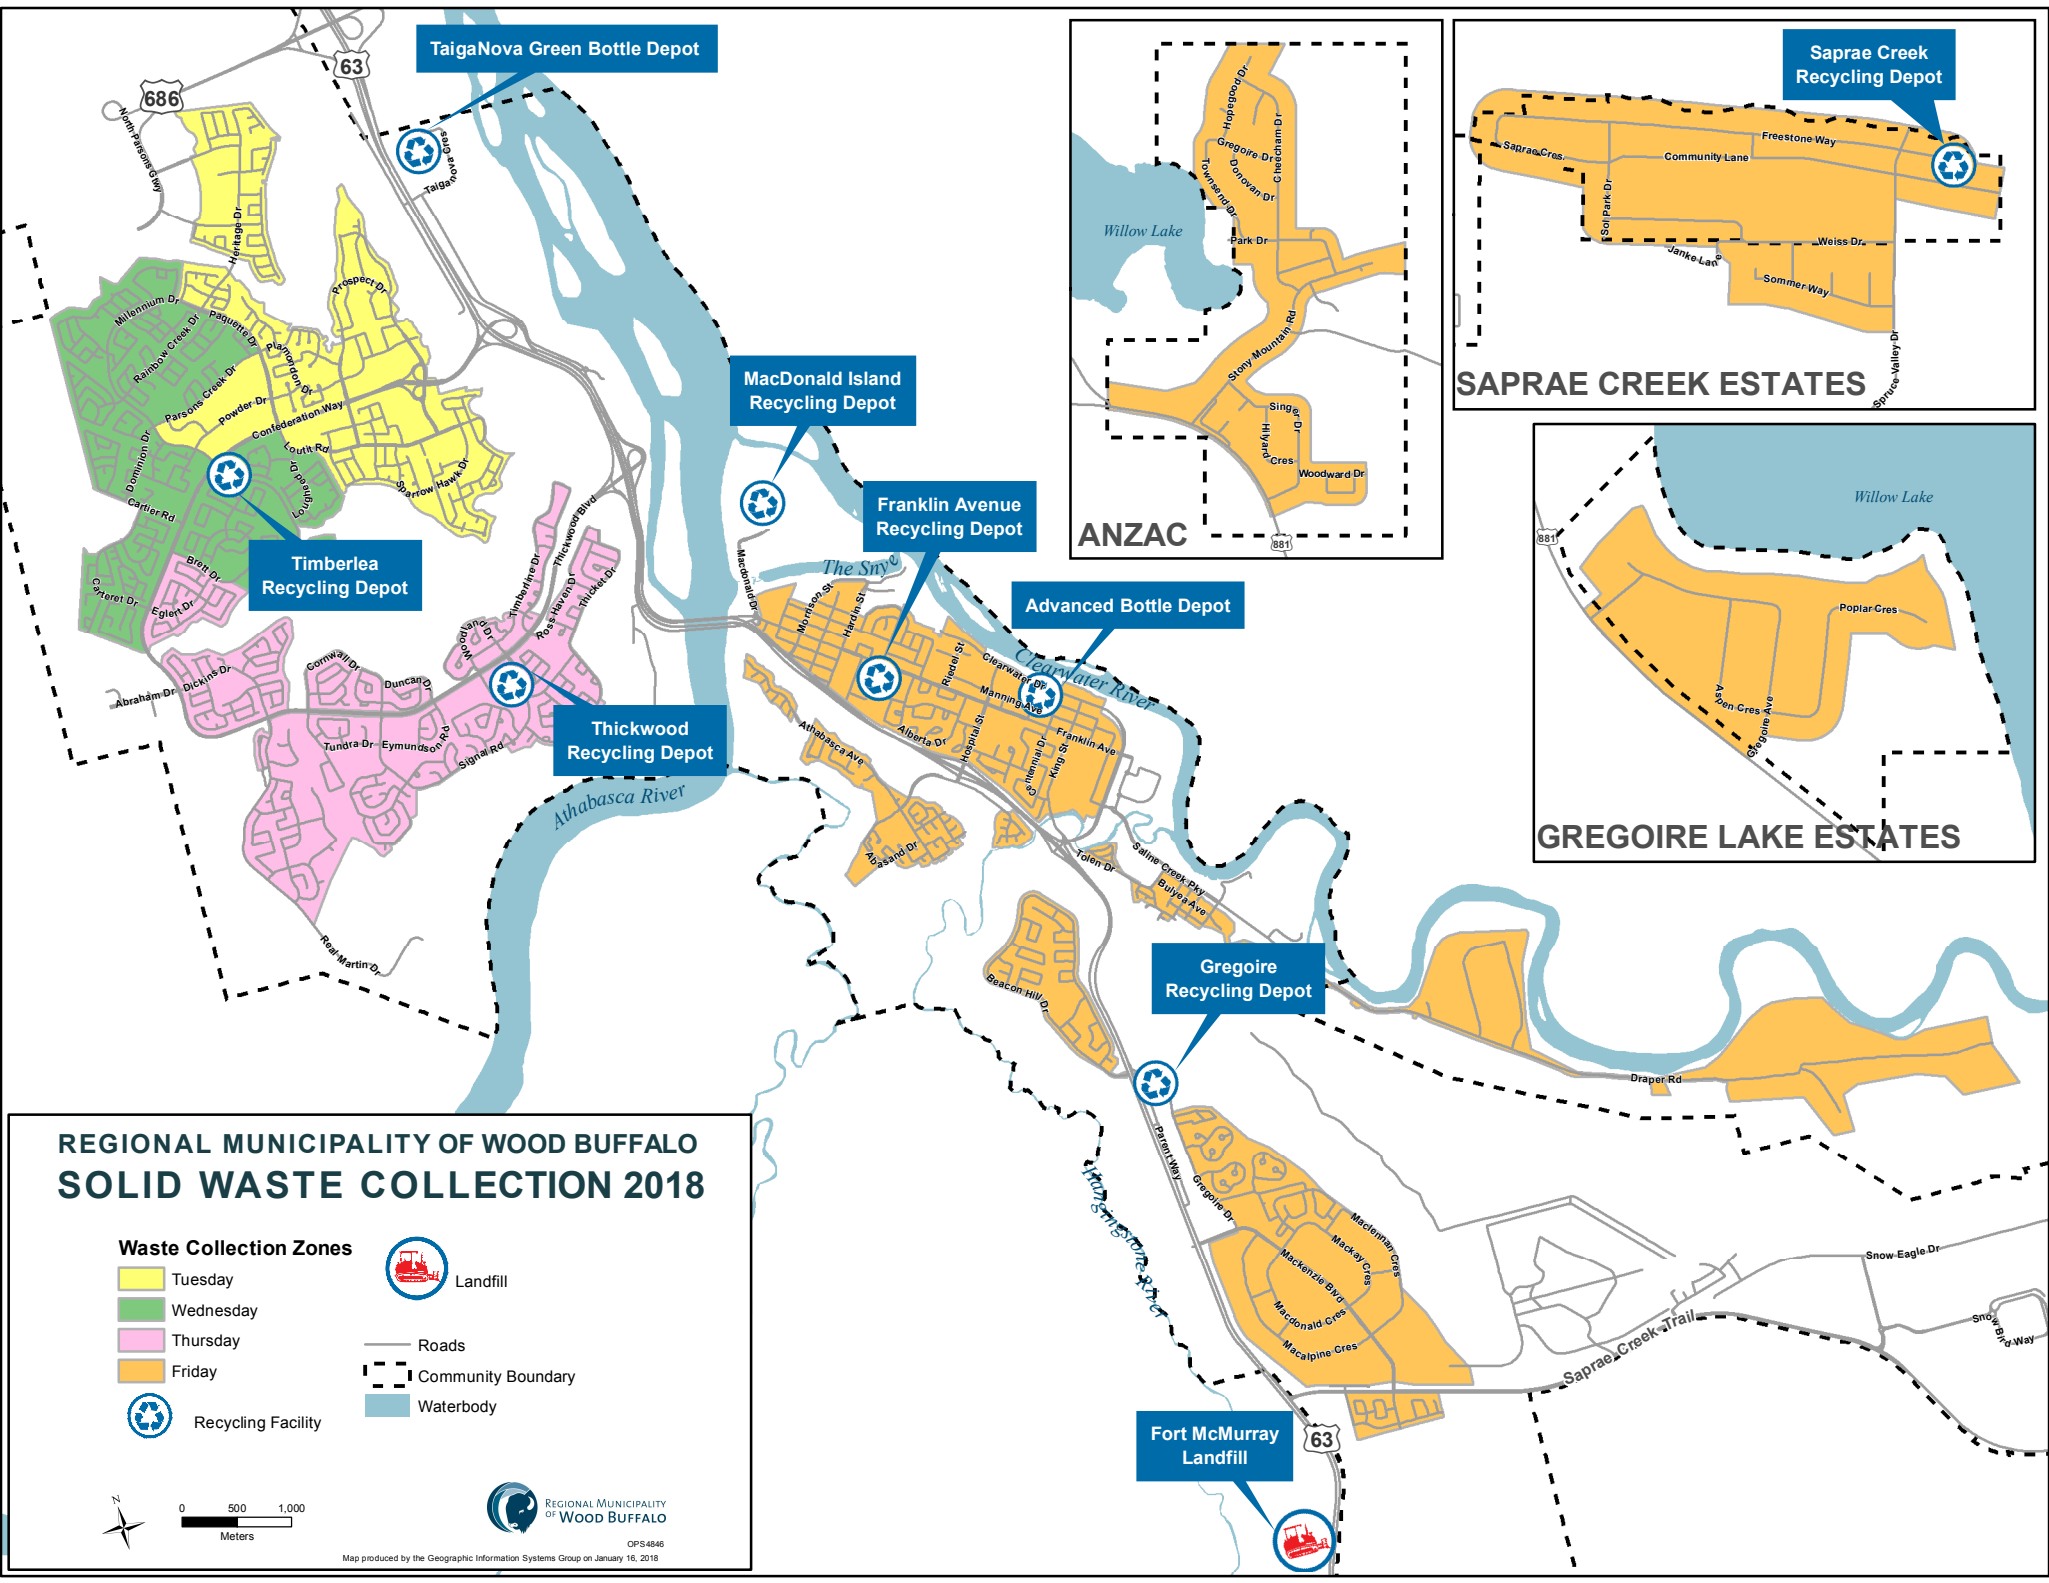 TaigaNova Green Bottle Depot
63
686
North Parsons Gtwy
TaigaNova Cres
Heritage Dr
Prospect Dr
Millennium Dr
Rainbow Creek Dr
Paquette Dr
Plamondon Dr
Parsons Creek Dr
Powder Dr
Confederation Way
Loutit Rd
Lougheed Dr
Sparrow Hawk Dr
Dominion Dr
Cartier Rd
Timberlea
Recycling Depot
Brett Dr
Carteret Dr
Eglert Dr
Thickwood Blvd
Timberline Dr
Ross Haven Dr
Thicket Dr
Woodland Dr
Cornwall Dr
Dickins Dr
Abraham Dr
Duncan Dr
Tundra Dr
Eymundson Rd
Signal Rd
Real Martin Dr
Thickwood
Recycling Depot
Athabasca River
MacDonald Island
Recycling Depot
Macdonald Dr
The Snye
Franklin Avenue
Recycling Depot
Morrison St
Hardin St
Riedel St
Clearwater Dr
Manning Ave
Clearwater River
Advanced Bottle Depot
Alberta Dr
Hospital St
Centennial Dr
King St
Franklin Ave
Athabasca Ave
Abasand Dr
Tolen Dr
Saline Creek Pky
Bulyea Ave
Beacon Hill Dr
Gregoire
Recycling Depot
Draper Rd
Parent Way
Gregoire Dr
Hangingstone River
Maclennan Cres
Mackay Cres
Mackenzie Blvd
Macdonald Cres
Macalpine Cres
Saprae Creek Trail
Snow Eagle Dr
Snow Bird Way
Fort McMurray
Landfill
63
Willow Lake
Hopegood Dr
Gregoire Dr
Cheecham Dr
Townsend Dr
Donovan Dr
Park Dr
Stony Mountain Rd
Singer Dr
Hilyard
Cres
Woodward Dr
ANZAC
881
Saprae Creek
Recycling Depot
Freestone Way
Saprae Cres
Community Lane
Sol Park Dr
Weiss Dr
Janke Lane
Sommer Way
Spruce Valley Dr
SAPRAE CREEK ESTATES
Willow Lake
881
Poplar Cres
Aspen Cres
Gregoire Ave
GREGOIRE LAKE ESTATES
REGIONAL MUNICIPALITY OF WOOD BUFFALO
SOLID WASTE COLLECTION 2018
Waste Collection Zones
Tuesday
Wednesday
Thursday
Friday
Recycling Facility
Landfill
Roads
Community Boundary
Waterbody
N
0 500 1,000
Meters
REGIONAL MUNICIPALITY
OF WOOD BUFFALO
OPS4846
Map produced by the Geographic Information Systems Group on January 16, 2018